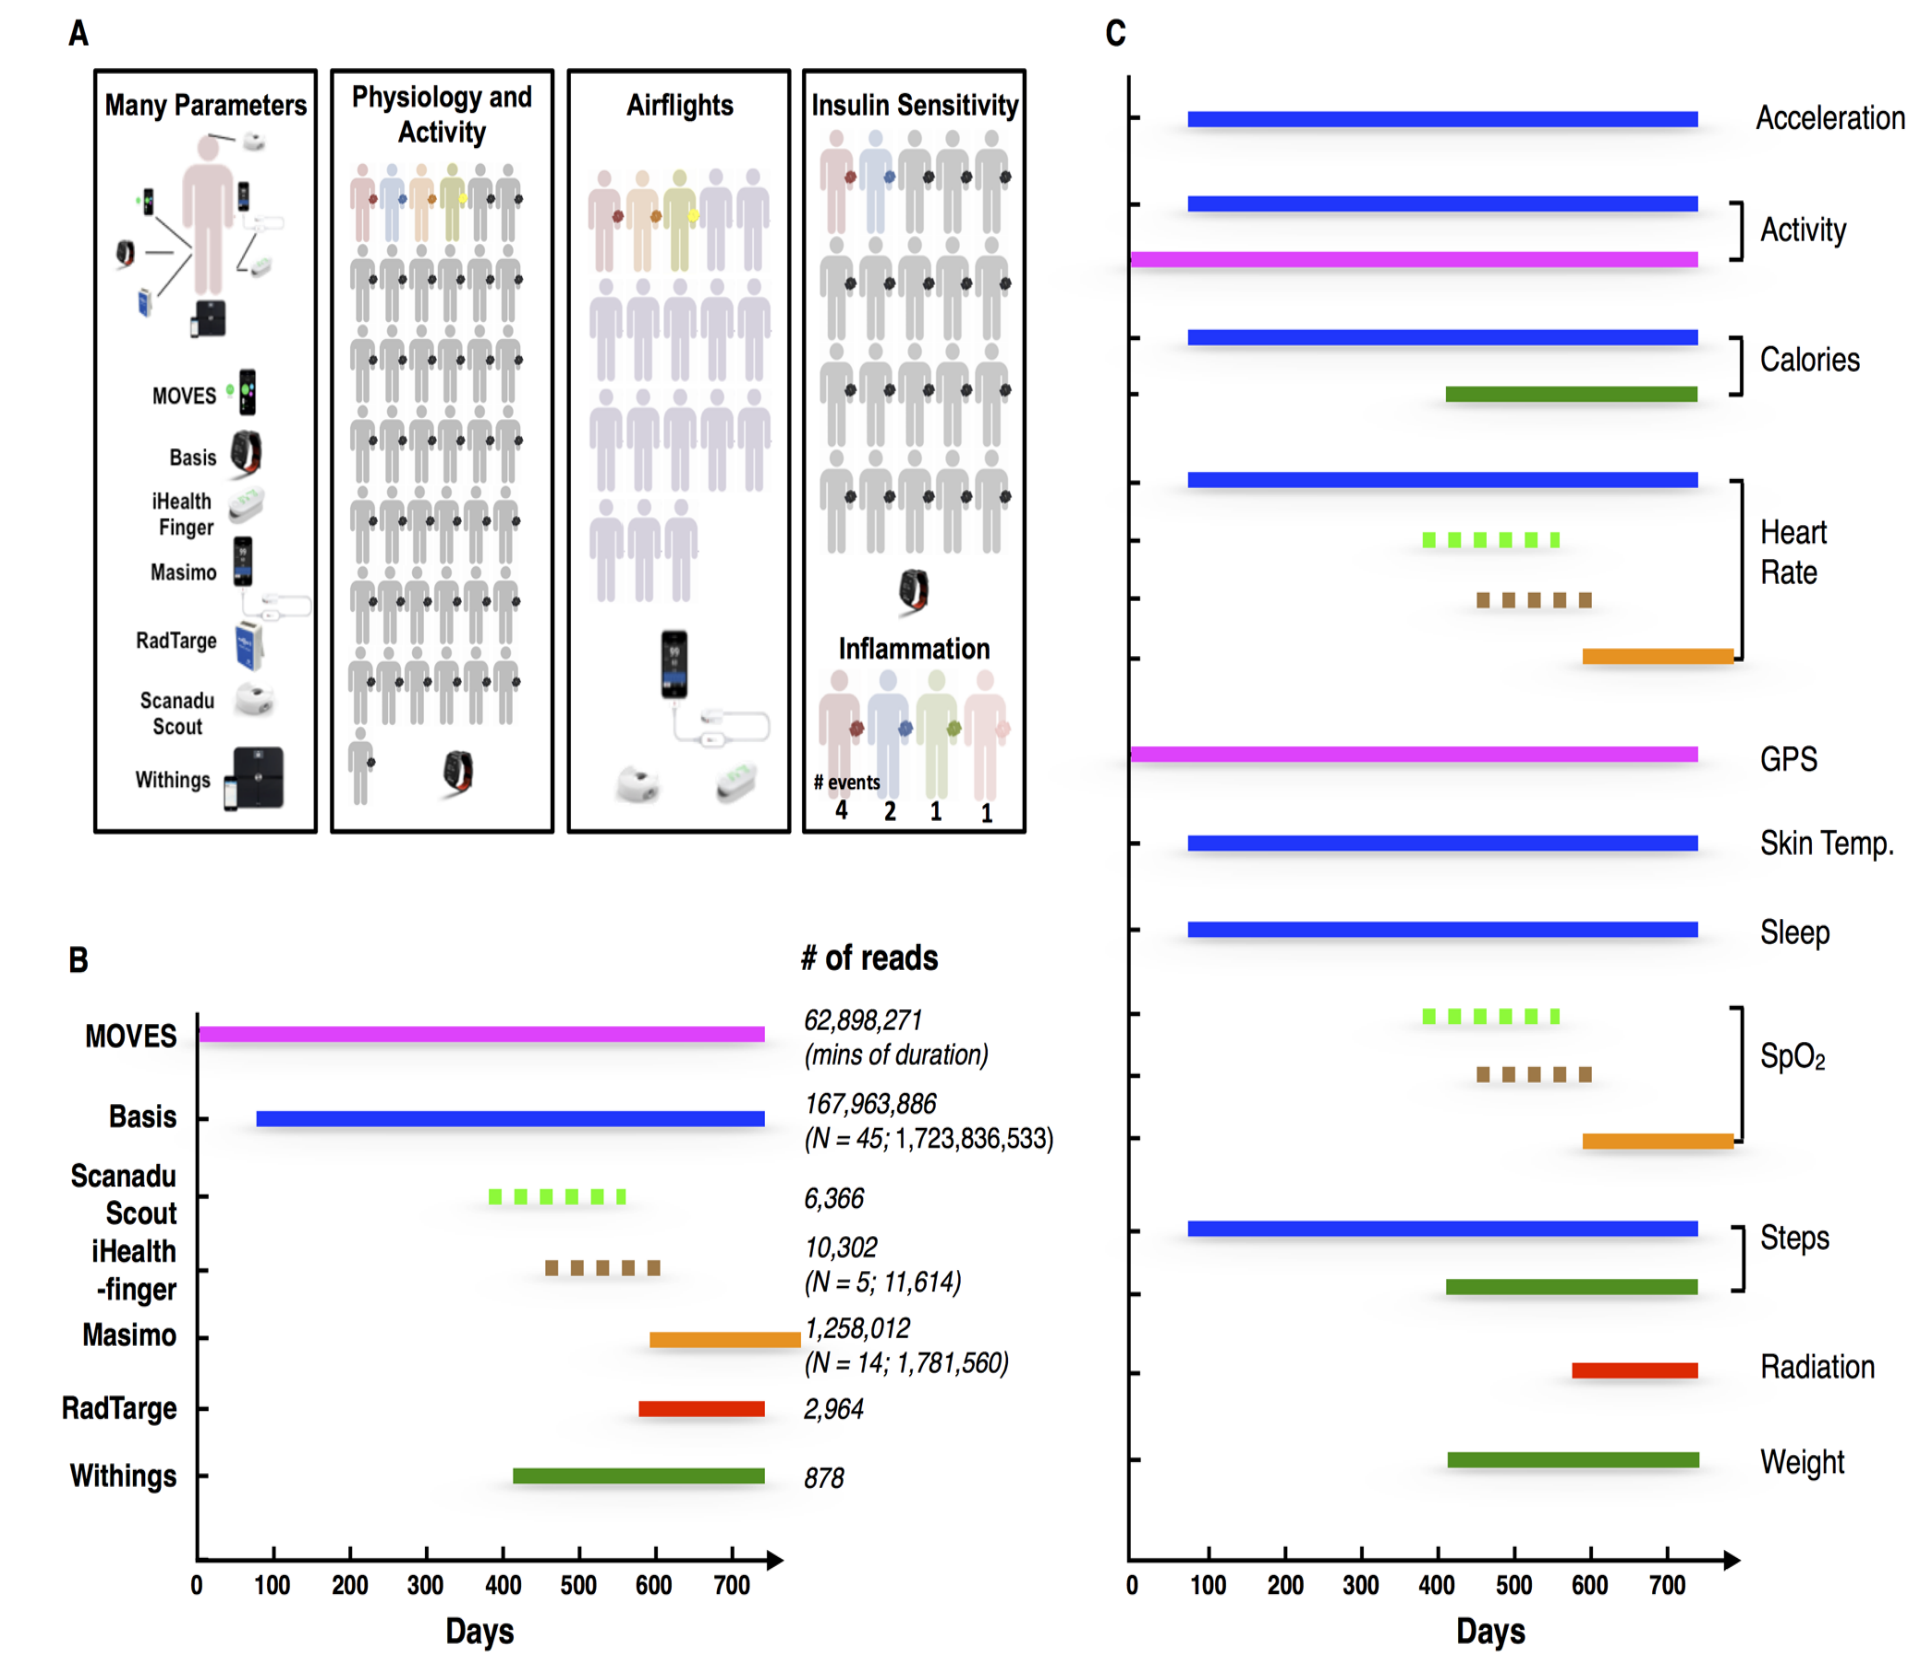 A
Many Parameters
MOVES
Basis
iHealth
Finger
Masimo
RadTarge
Scanadu
Scout
Withings
Physiology and
Activity
Airflights
Insulin Sensitivity
Inflammation
# events
4 2 1 1
B
# of reads
MOVES
62,898,271
(mins of duration)
Basis
167,963,886
(N = 45; 1,723,836,533)
Scanadu
Scout
6,366
iHealth
-finger
10,302
(N = 5; 11,614)
Masimo
1,258,012
(N = 14; 1,781,560)
RadTarge
2,964
Withings
878
0 100 200 300 400 500 600 700
Days
C
Acceleration
Activity
Calories
Heart
Rate
GPS
Skin Temp.
Sleep
SpO₂
Steps
Radiation
Weight
0 100 200 300 400 500 600 700
Days